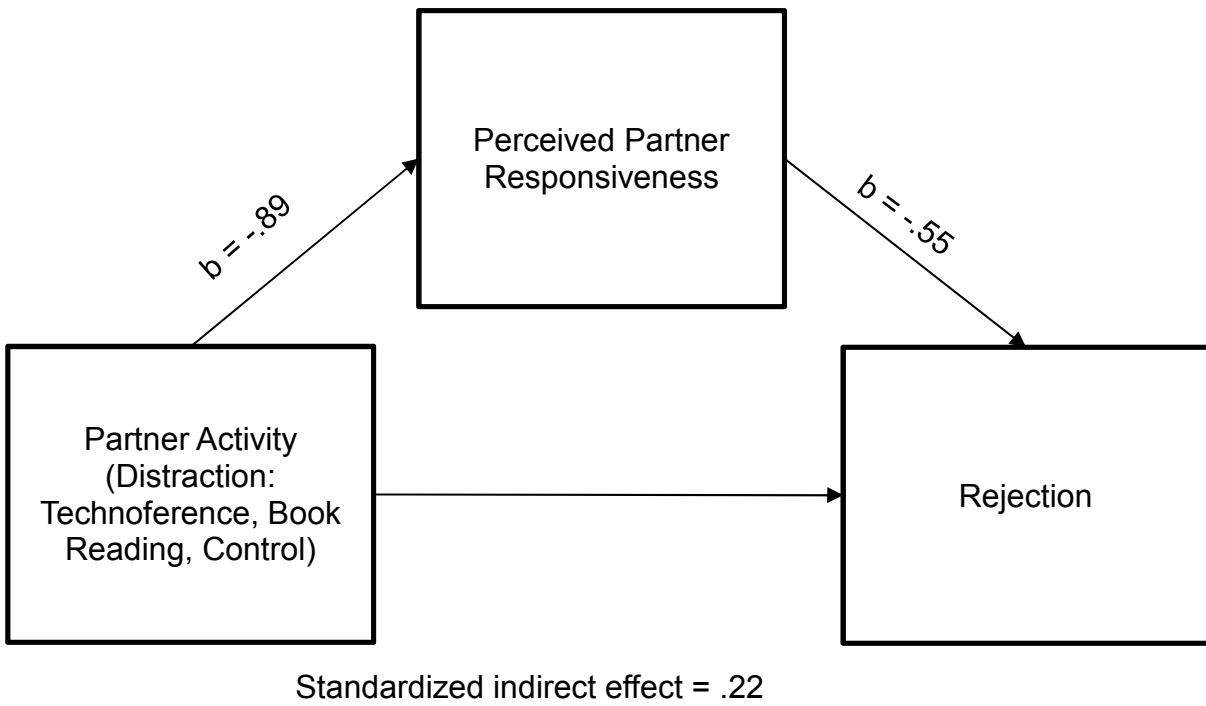 Perceived Partner
Responsiveness
b = -.89
b = -.55
Partner Activity
(Distraction:
Technoference, Book
Reading, Control)
Rejection
Standardized indirect effect = .22